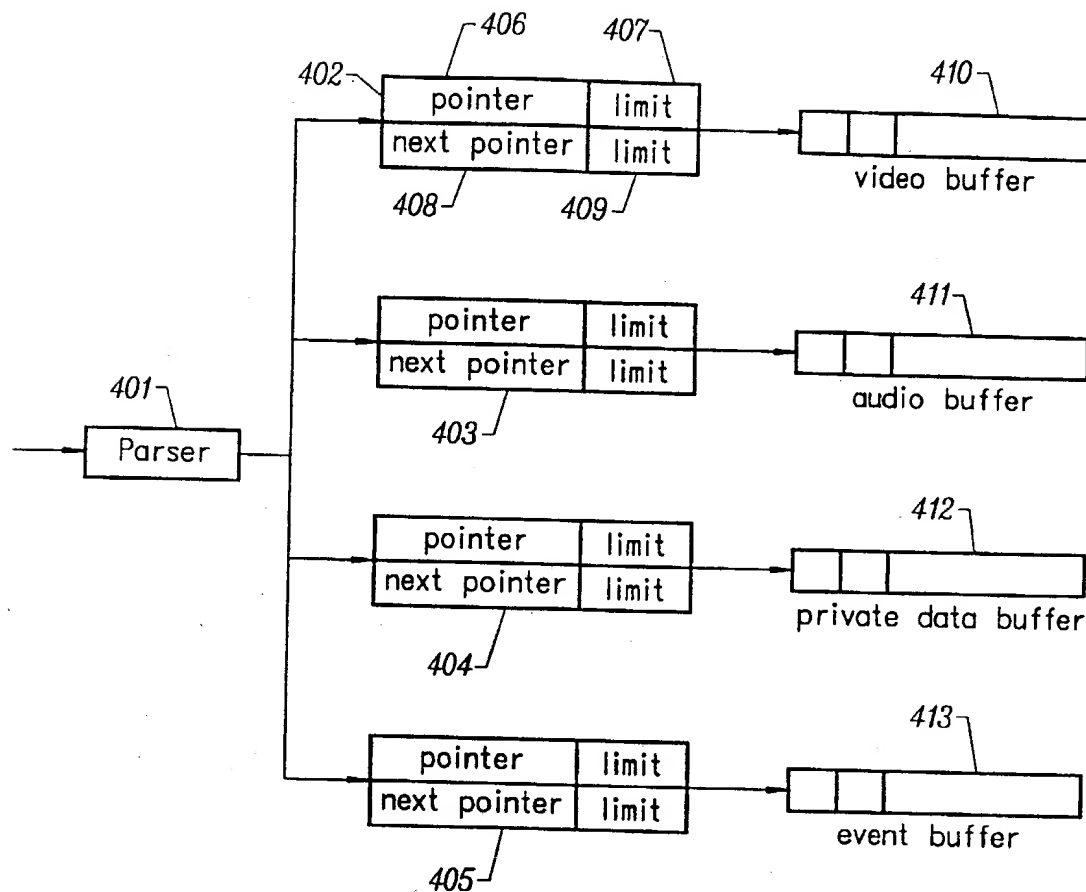 406
407
402
410
pointer limit
next pointer limit
video buffer
408
409
411
pointer limit
next pointer limit
audio buffer
401
403
Parser
412
pointer limit
next pointer limit
private data buffer
404
413
pointer limit
next pointer limit
event buffer
405